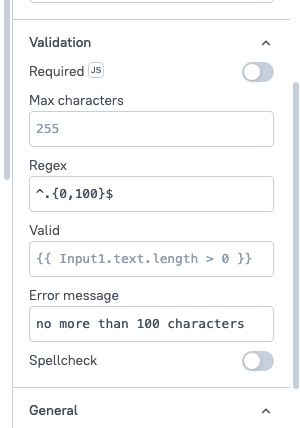 Validation
Required JS
Max characters
255
Regex
^.{0,100}$
Valid
{{ Input1.text.length > 0 }}
Error message
no more than 100 characters
Spellcheck
General